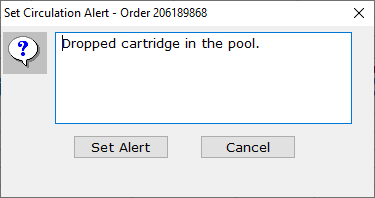 Set Circulation Alert - Order 206189868
Dropped cartridge in the pool.
Set Alert
Cancel